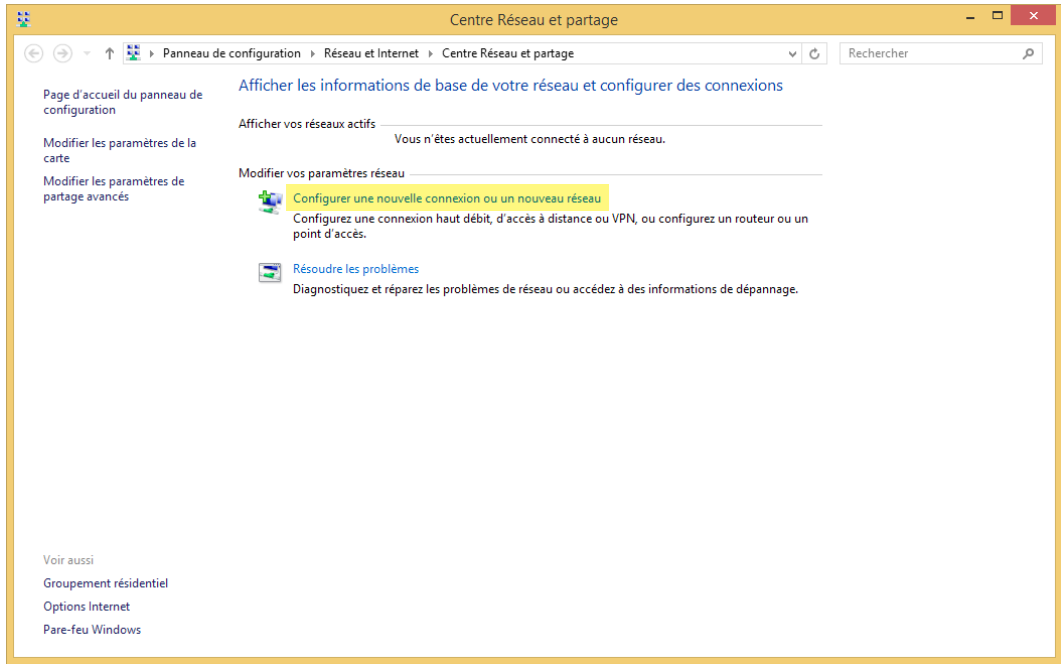 Centre Réseau et partage
Panneau de configuration Réseau et Internet Centre Réseau et partage
Rechercher
Page d'accueil du panneau de
configuration
Modifier les paramètres de la
carte
Modifier les paramètres de
partage avancés
Afficher les informations de base de votre réseau et configurer des connexions
Afficher vos réseaux actifs
Vous n'êtes actuellement connecté à aucun réseau.
Modifier vos paramètres réseau
Configurer une nouvelle connexion ou un nouveau réseau
Configurez une connexion haut débit, d'accès à distance ou VPN, ou configurez un routeur ou un
point d'accès.
Résoudre les problèmes
Diagnostiquez et réparez les problèmes de réseau ou accédez à des informations de dépannage.
Voir aussi
Groupement résidentiel
Options Internet
Pare-feu Windows